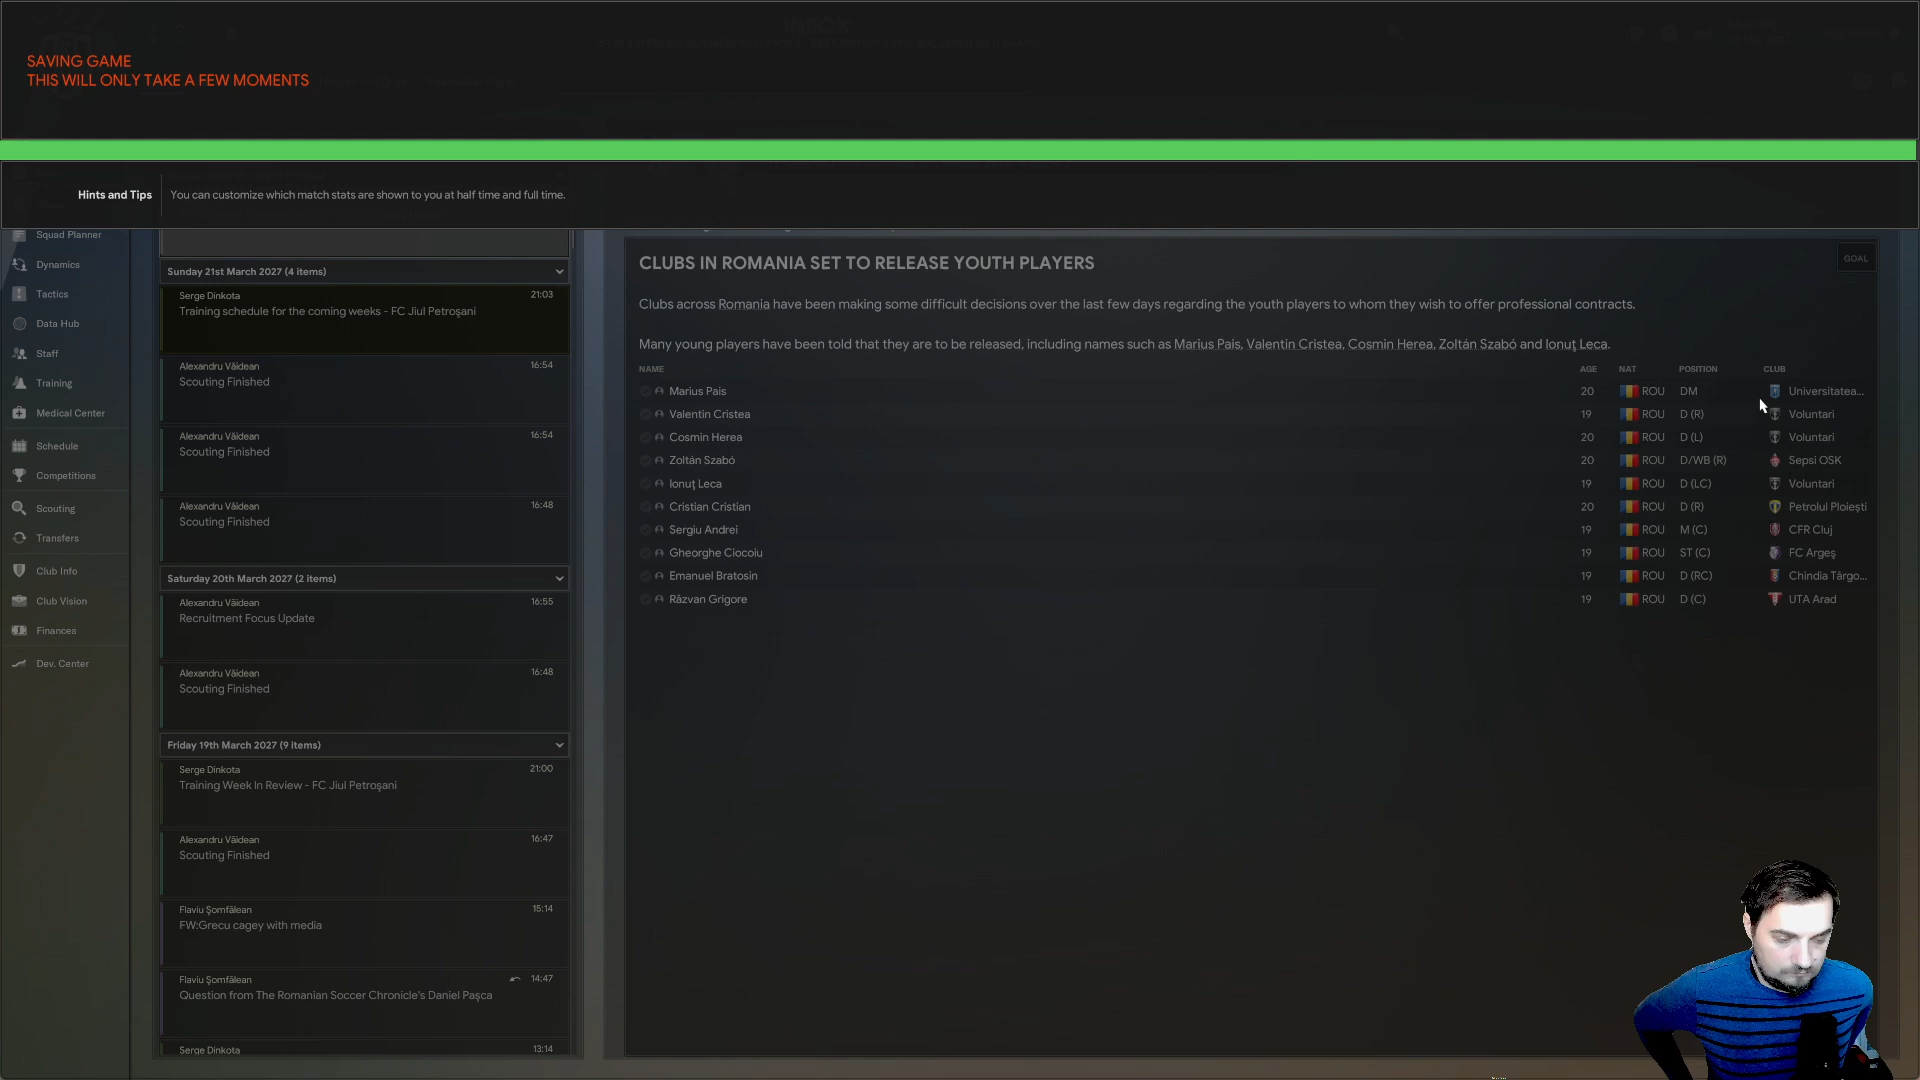 SAVING GAME
THIS WILL ONLY TAKE A FEW MOMENTS
Hints and Tips
You can customize which match stats are shown to you at half time and full time.
Squad Planner
Dynamics
Tactics
Data Hub
Staff
Training
Medical Center
Schedule
Competitions
Scouting
Transfers
Club Info
Club Vision
Finances
Dev. Center
Sunday 21st March 2027 (4 items)
Serge Dinkota 21:03
Training schedule for the coming weeks - FC Jiul Petroşani
Alexandru Văidean 16:54
Scouting Finished
Alexandru Văidean 16:54
Scouting Finished
Alexandru Văidean 16:48
Scouting Finished
Saturday 20th March 2027 (2 items)
Alexandru Văidean 16:55
Recruitment Focus Update
Alexandru Văidean 16:48
Scouting Finished
Friday 19th March 2027 (9 items)
Serge Dinkota 21:00
Training Week In Review - FC Jiul Petroşani
Alexandru Văidean 16:47
Scouting Finished
Flaviu Şomfălean 15:14
FW:Grecu cagey with media
Flaviu Şomfălean 14:47
Question from The Romanian Soccer Chronicle's Daniel Paşca
Serge Dinkota 13:14
CLUBS IN ROMANIA SET TO RELEASE YOUTH PLAYERS
GOAL
Clubs across Romania have been making some difficult decisions over the last few days regarding the youth players to whom they wish to offer professional contracts.
Many young players have been told that they are to be released, including names such as Marius Pais, Valentin Cristea, Cosmin Herea, Zoltán Szabó and Ionuţ Leca.
NAME AGE NAT POSITION CLUB
Marius Pais 20 ROU DM Universitatea...
Valentin Cristea 19 ROU D (R) Voluntari
Cosmin Herea 20 ROU D (L) Voluntari
Zoltán Szabó 20 ROU D/WB (R) Sepsi OSK
Ionuţ Leca 19 ROU D (LC) Voluntari
Cristian Cristian 20 ROU D (R) Petrolul Ploieşti
Sergiu Andrei 19 ROU M (C) CFR Cluj
Gheorghe Ciocoiu 19 ROU ST (C) FC Argeş
Emanuel Bratosin 19 ROU D (RC) Chindia Târgo...
Răzvan Grigore 19 ROU D (C) UTA Arad